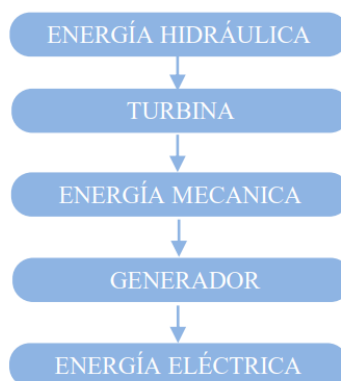 ENERGÍA HIDRÁULICA
TURBINA
ENERGÍA MECANICA
GENERADOR
ENERGÍA ELÉCTRICA